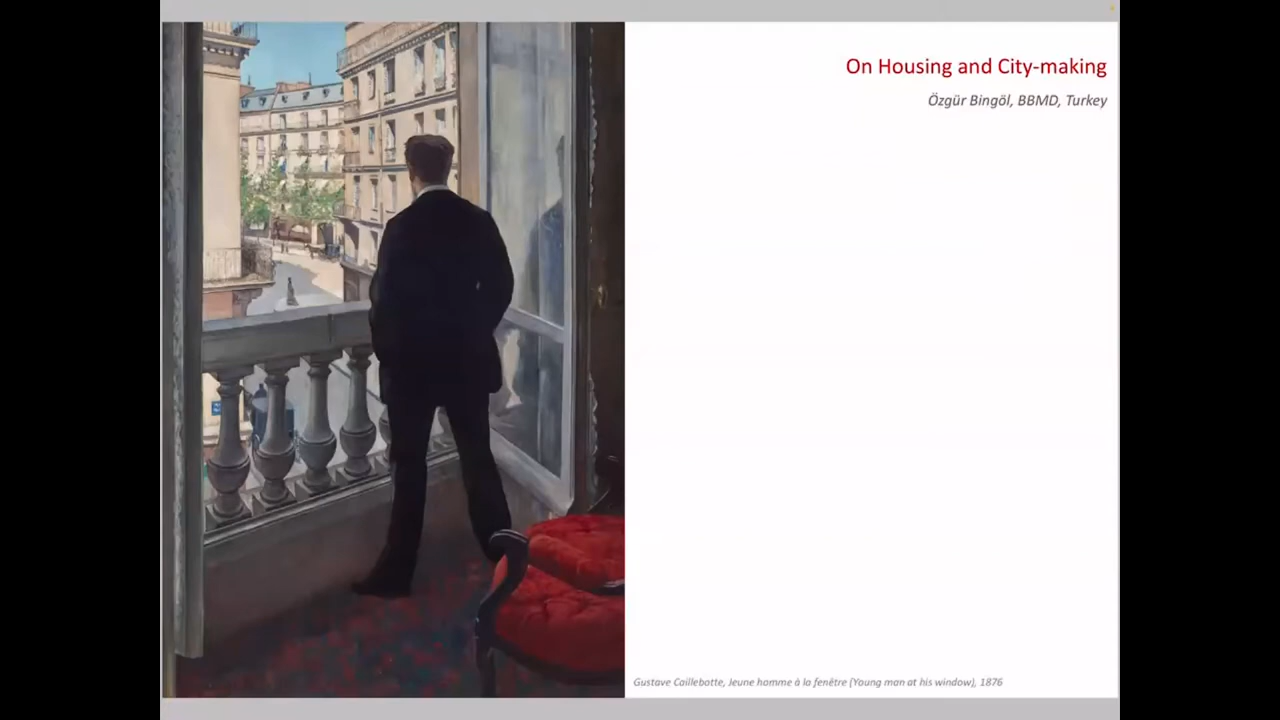 On Housing and City-making
Özgür Bingöl, BBMD, Turkey
Gustave Caillebotte, Jeune homme à la fenêtre (Young man at his window), 1876